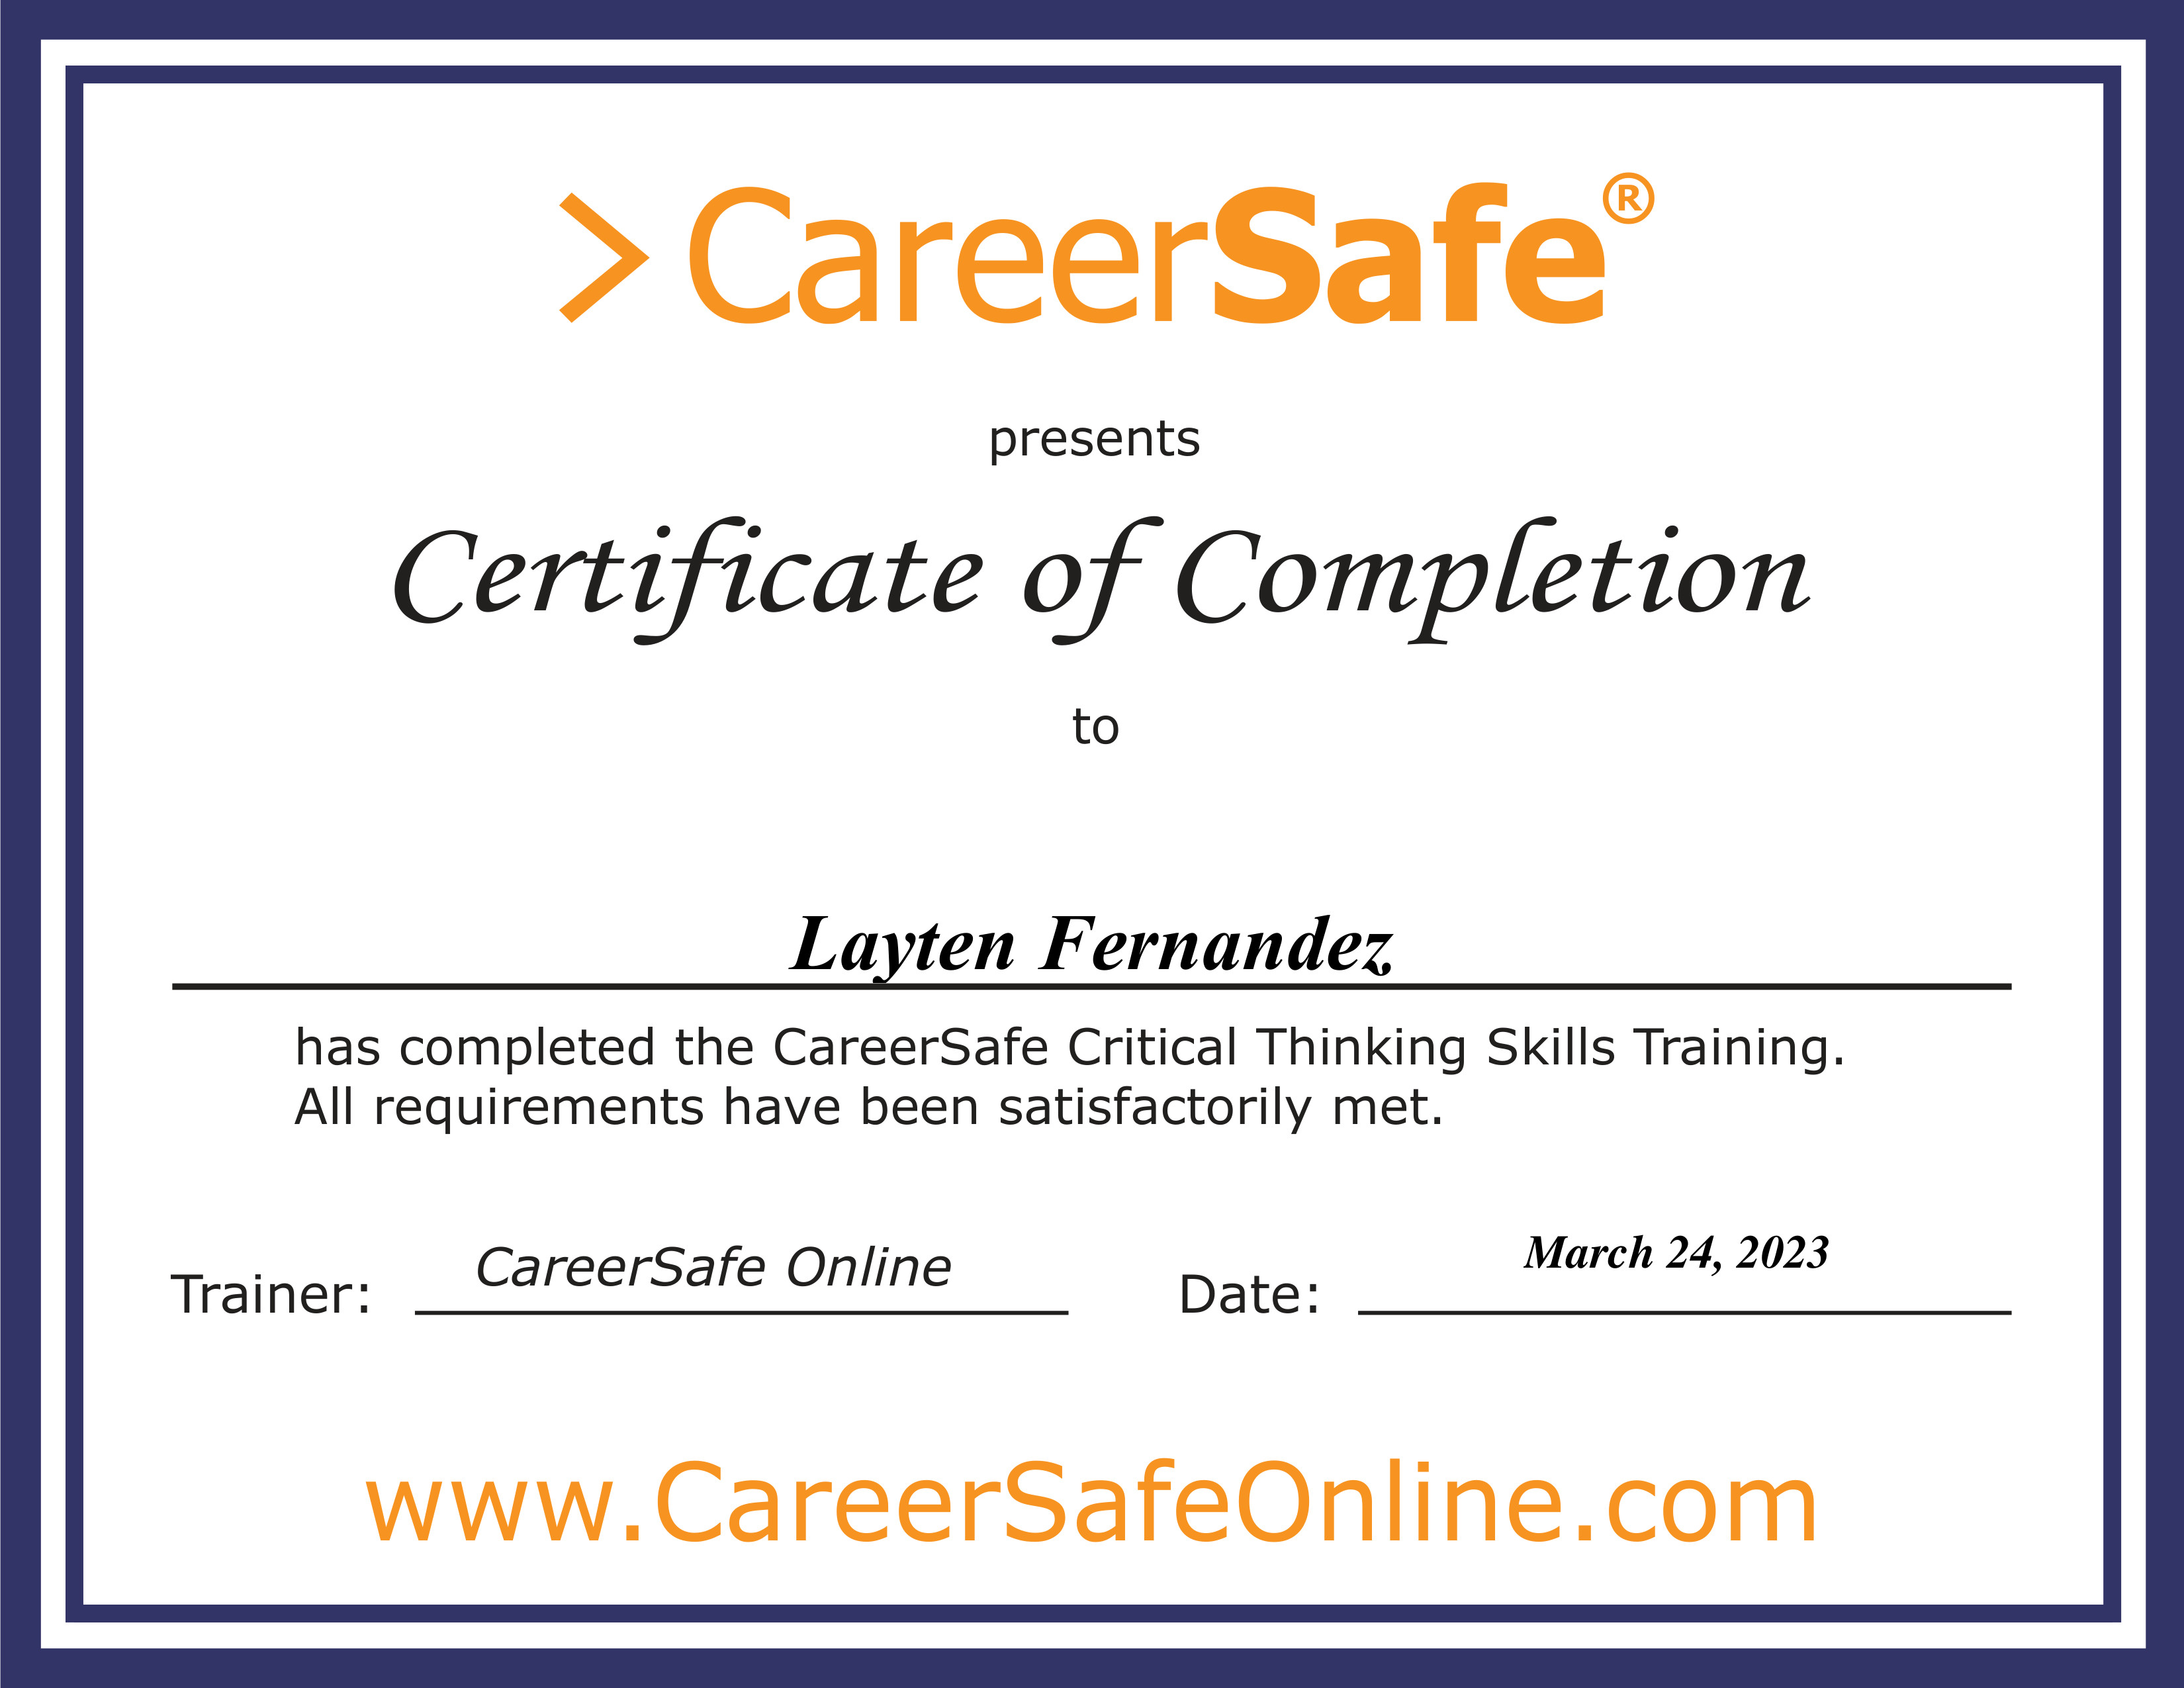 > CareerSafe®
presents
Certificate of Completion
to
Layten Fernandez
has completed the CareerSafe Critical Thinking Skills Training.
All requirements have been satisfactorily met.
Trainer: CareerSafe Online Date: March 24, 2023
www.CareerSafeOnline.com